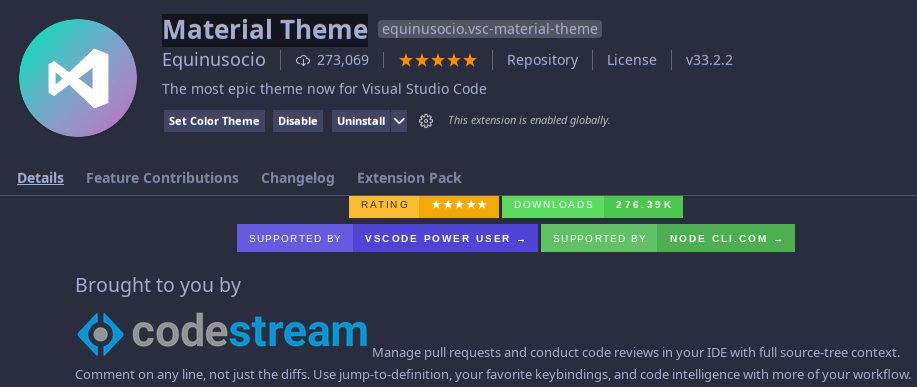 Material Theme equinusocio.vsc-material-theme
Equinusocio 273,069 ★★★★★ Repository License v33.2.2
The most epic theme now for Visual Studio Code
Set Color Theme Disable Uninstall This extension is enabled globally.
Details Feature Contributions Changelog Extension Pack
RATING ★★★★★ DOWNLOADS 276.39K
SUPPORTED BY VSCODE POWER USER → SUPPORTED BY NODE CLI.COM →
Brought to you by
codestream Manage pull requests and conduct code reviews in your IDE with full source-tree context.
Comment on any line, not just the diffs. Use jump-to-definition, your favorite keybindings, and code intelligence with more of your workflow.